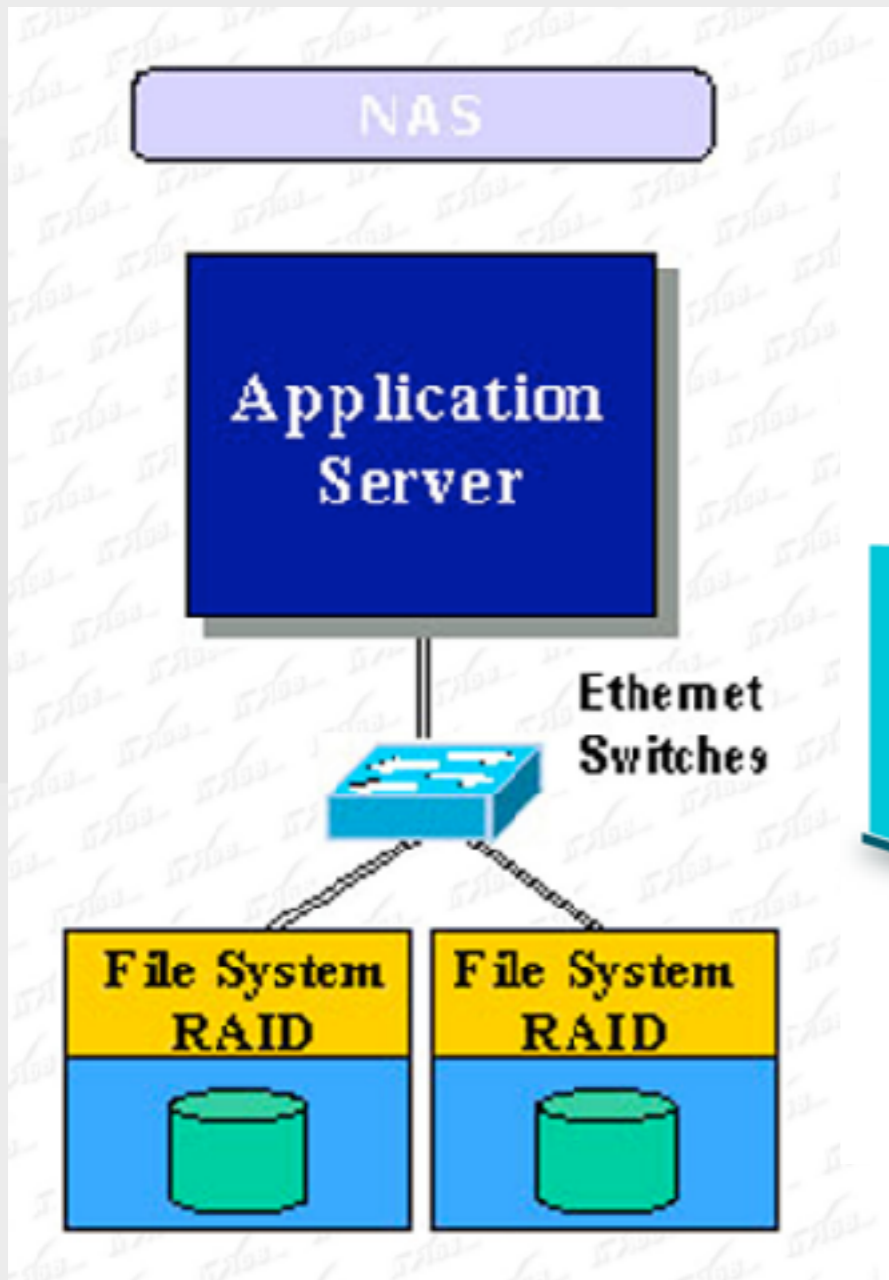 NAS
Application
Server
Ethernet
Switches
File System
RAID
File System
RAID